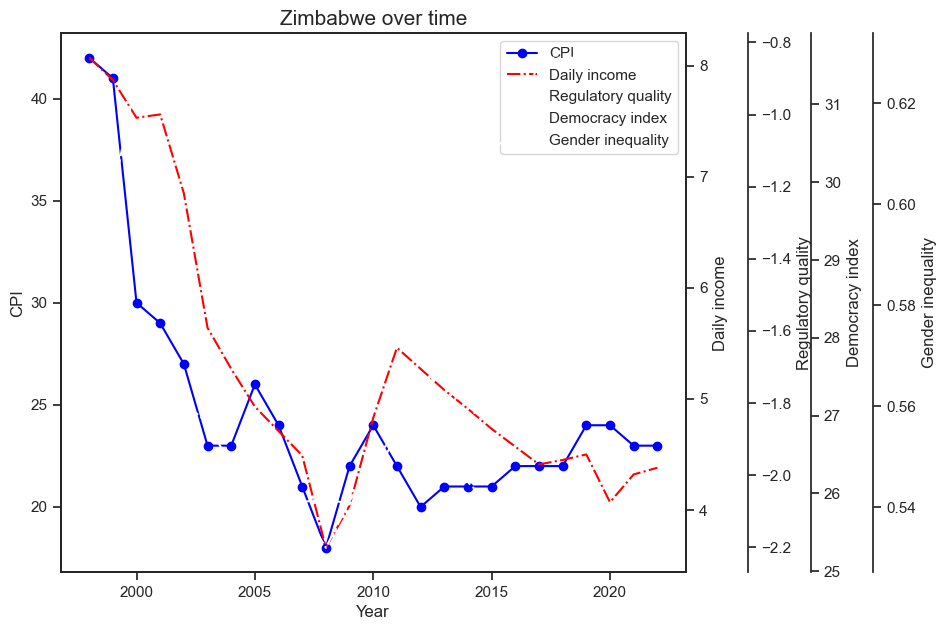 Zimbabwe over time
CPI
Daily income
Regulatory quality
Democracy index
Gender inequality
CPI
40
35
30
25
20
2000
2005
2010
2015
2020
Year
8
7
6
5
4
Daily income
−0.8
−1.0
−1.2
−1.4
−1.6
−1.8
−2.0
−2.2
Regulatory quality
31
30
29
28
27
26
25
Democracy index
0.62
0.60
0.58
0.56
0.54
Gender inequality